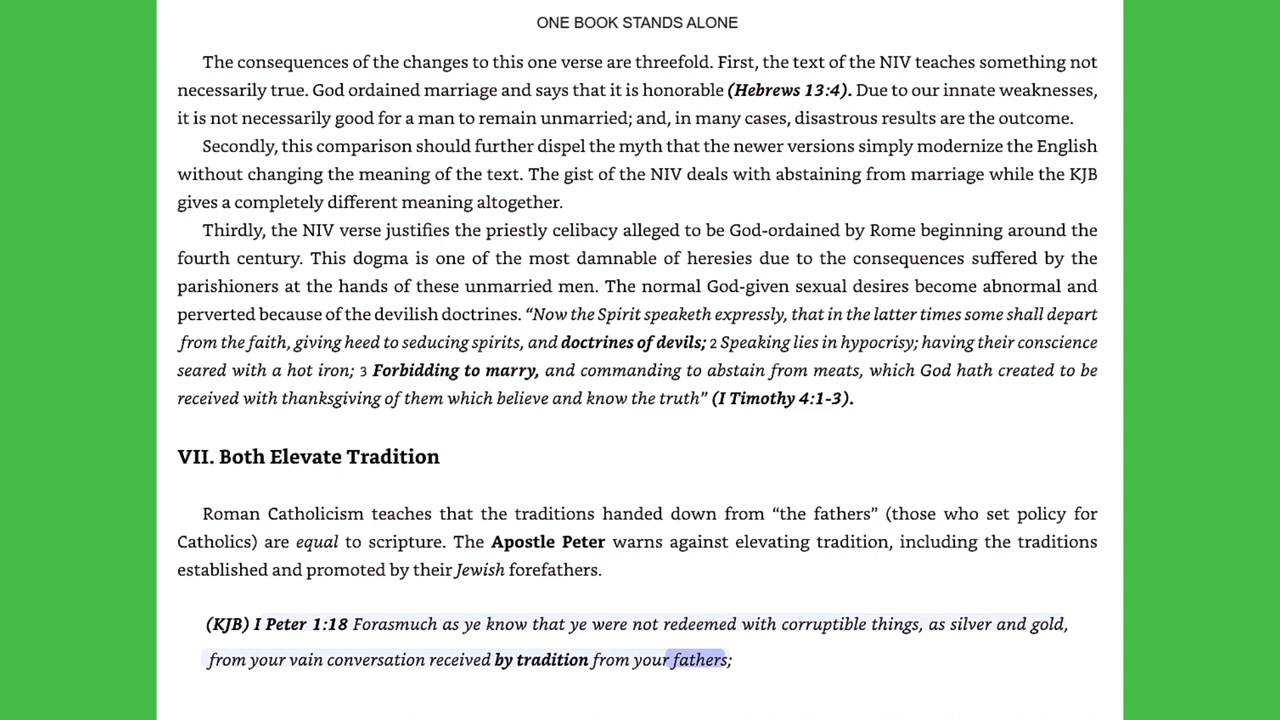 ONE BOOK STANDS ALONE
The consequences of the changes to this one verse are threefold. First, the text of the NIV teaches something not
necessarily true. God ordained marriage and says that it is honorable (Hebrews 13:4). Due to our innate weaknesses,
it is not necessarily good for a man to remain unmarried; and, in many cases, disastrous results are the outcome.
Secondly, this comparison should further dispel the myth that the newer versions simply modernize the English
without changing the meaning of the text. The gist of the NIV deals with abstaining from marriage while the KJB
gives a completely different meaning altogether.
Thirdly, the NIV verse justifies the priestly celibacy alleged to be God-ordained by Rome beginning around the
fourth century. This dogma is one of the most damnable of heresies due to the consequences suffered by the
parishioners at the hands of these unmarried men. The normal God-given sexual desires become abnormal and
perverted because of the devilish doctrines. “Now the Spirit speaketh expressly, that in the latter times some shall depart
from the faith, giving heed to seducing spirits, and doctrines of devils; 2 Speaking lies in hypocrisy; having their conscience
seared with a hot iron; 3 Forbidding to marry, and commanding to abstain from meats, which God hath created to be
received with thanksgiving of them which believe and know the truth” (I Timothy 4:1-3).
VII. Both Elevate Tradition
Roman Catholicism teaches that the traditions handed down from “the fathers” (those who set policy for
Catholics) are equal to scripture. The Apostle Peter warns against elevating tradition, including the traditions
established and promoted by their Jewish forefathers.
(KJB) I Peter 1:18 Forasmuch as ye know that ye were not redeemed with corruptible things, as silver and gold,
from your vain conversation received by tradition from your fathers;